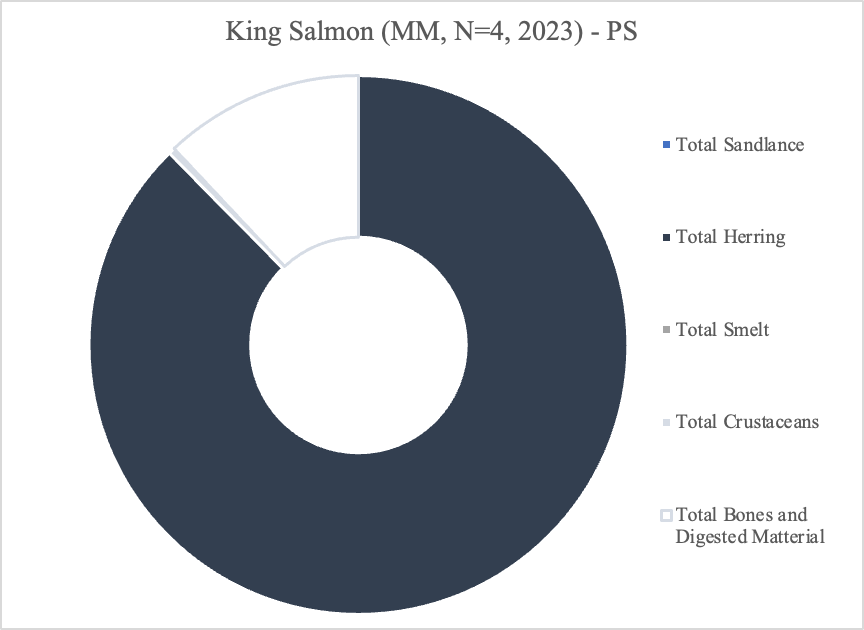 King Salmon (MM, N=4, 2023) - PS
Total Sandlance
Total Herring
Total Smelt
Total Crustaceans
Total Bones and
Digested Matterial